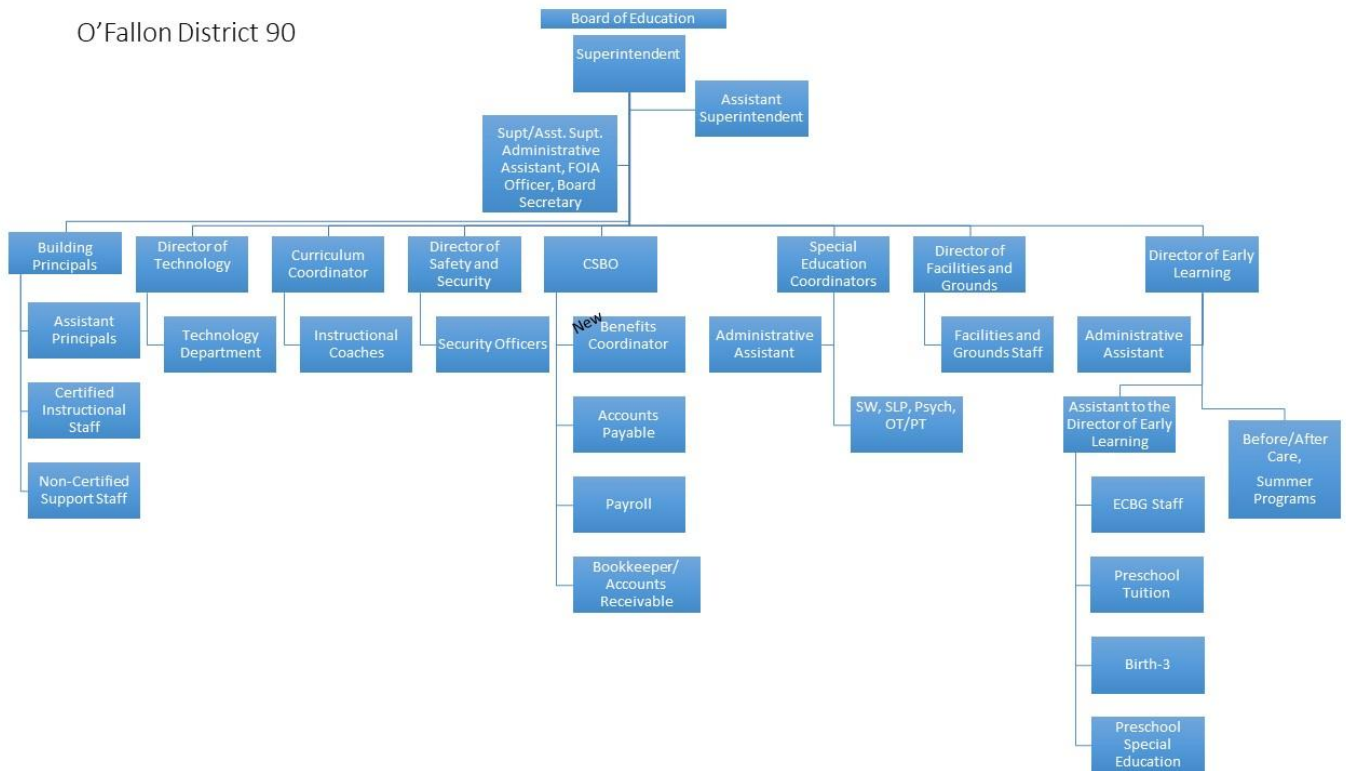 O'Fallon District 90
Board of Education
Superintendent
Assistant
Superintendent
Supt/Asst. Supt.
Administrative
Assistant, FOIA
Officer, Board
Secretary
Building
Principals
Director of
Technology
Curriculum
Coordinator
Director of
Safety and
Security
CSBO
Special
Education
Coordinators
Director of
Facilities and
Grounds
Director of Early
Learning
Assistant
Principals
Technology
Department
Instructional
Coaches
Security Officers
New
Benefits
Coordinator
Administrative
Assistant
Facilities and
Grounds Staff
Administrative
Assistant
Certified
Instructional
Staff
Accounts
Payable
SW, SLP, Psych,
OT/PT
Assistant to the
Director of Early
Learning
Before/After
Care,
Summer
Programs
Non-Certified
Support Staff
Payroll
ECBG Staff
Bookkeeper/
Accounts
Receivable
Preschool
Tuition
Birth-3
Preschool
Special
Education